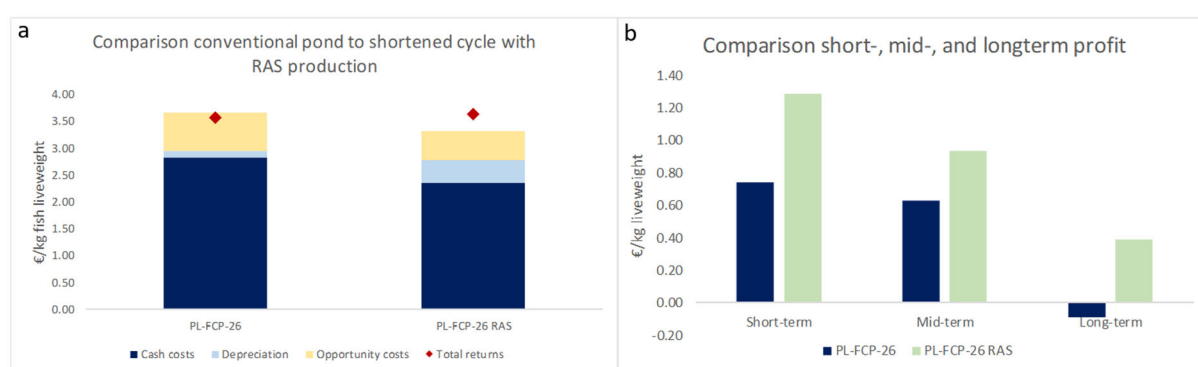 a
Comparison conventional pond to shortened cycle with
RAS production
€/kg fish liveweight
4.00
3.50
3.00
2.50
2.00
1.50
1.00
0.50
0.00
PL-FCP-26
PL-FCP-26 RAS
Cash costs
Depreciation
Opportunity costs
Total returns
b
Comparison short-, mid-, and longterm profit
€/kg liveweight
1.40
1.20
1.00
0.80
0.60
0.40
0.20
0.00
-0.20
Short-term
Mid-term
Long-term
PL-FCP-26
PL-FCP-26 RAS